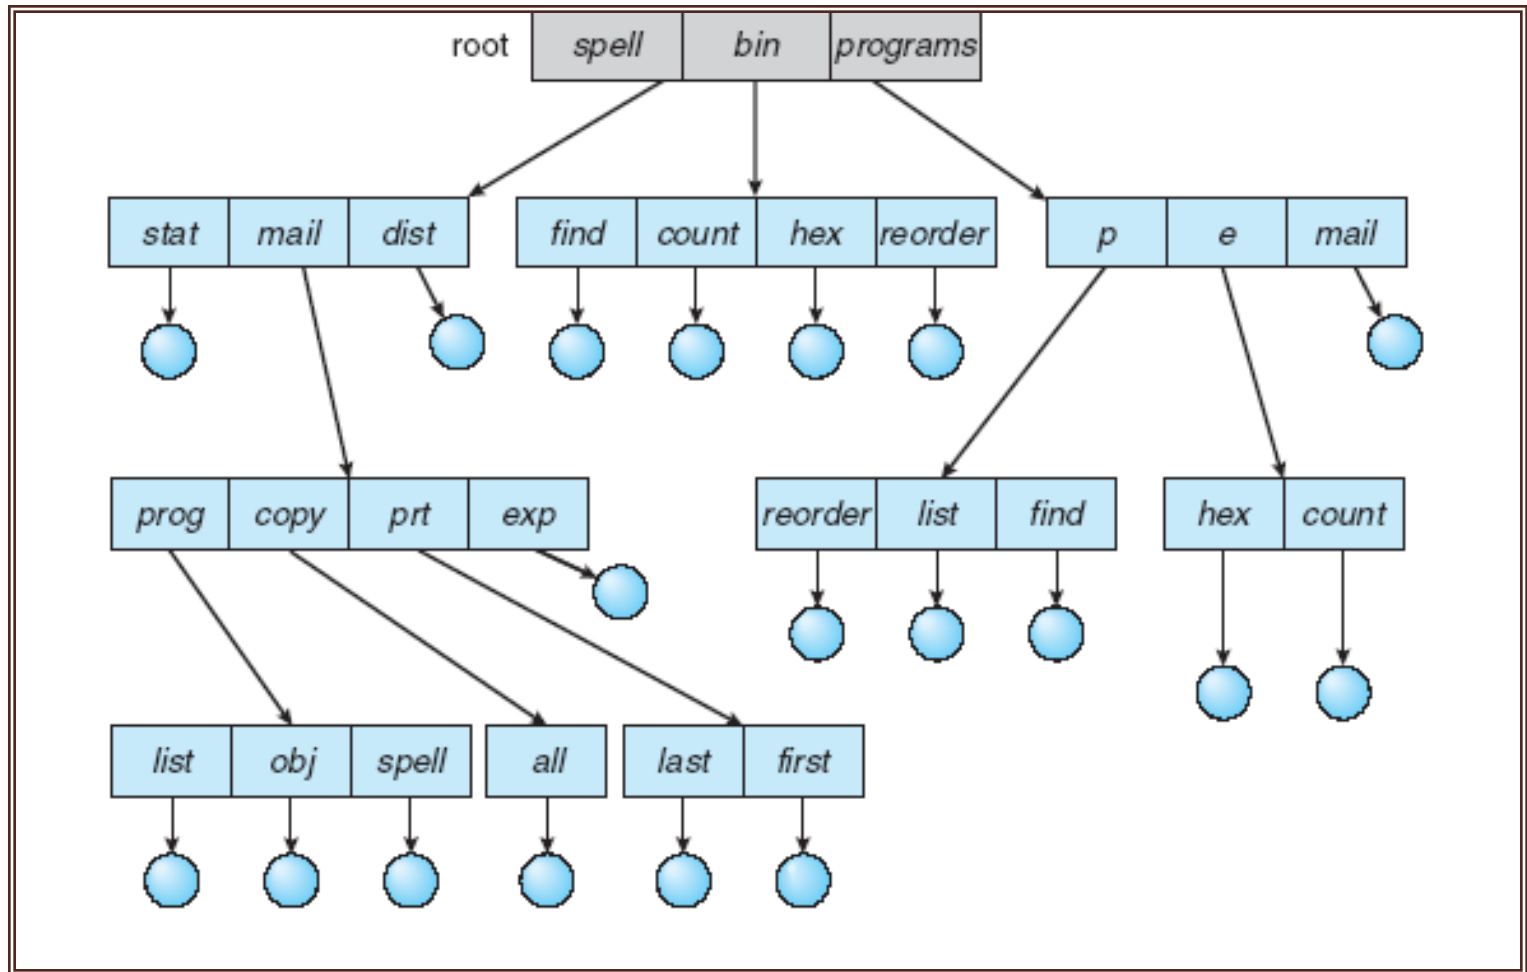 root spell bin programs
stat mail dist find count hex reorder p e mail
prog copy prt exp reorder list find hex count
list obj spell all last first